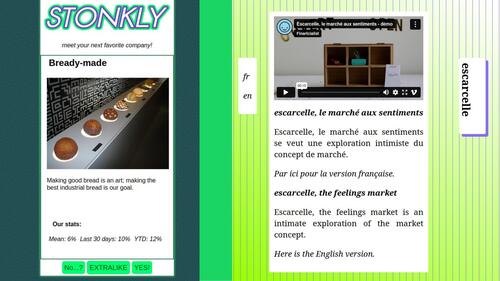 STONKLY
meet your next favorite company!
Bready-made
Making good bread is an art; making the
best industrial bread is our goal.
Our stats:
Mean: 6% Last 30 days: 10% YTD: 12%
No...? EXTRALIKE YES!
fr
en
Escarcelle, le marché aux sentiments - démo
escarcelle, le marché aux sentiments
Escarcelle, le marché aux sentiments
se veut une exploration intimiste du
concept de marché.
Par ici pour la version française.
escarcelle, the feelings market
Escarcelle, the feelings market is an
intimate exploration of the market
concept.
Here is the English version.
escarcelle